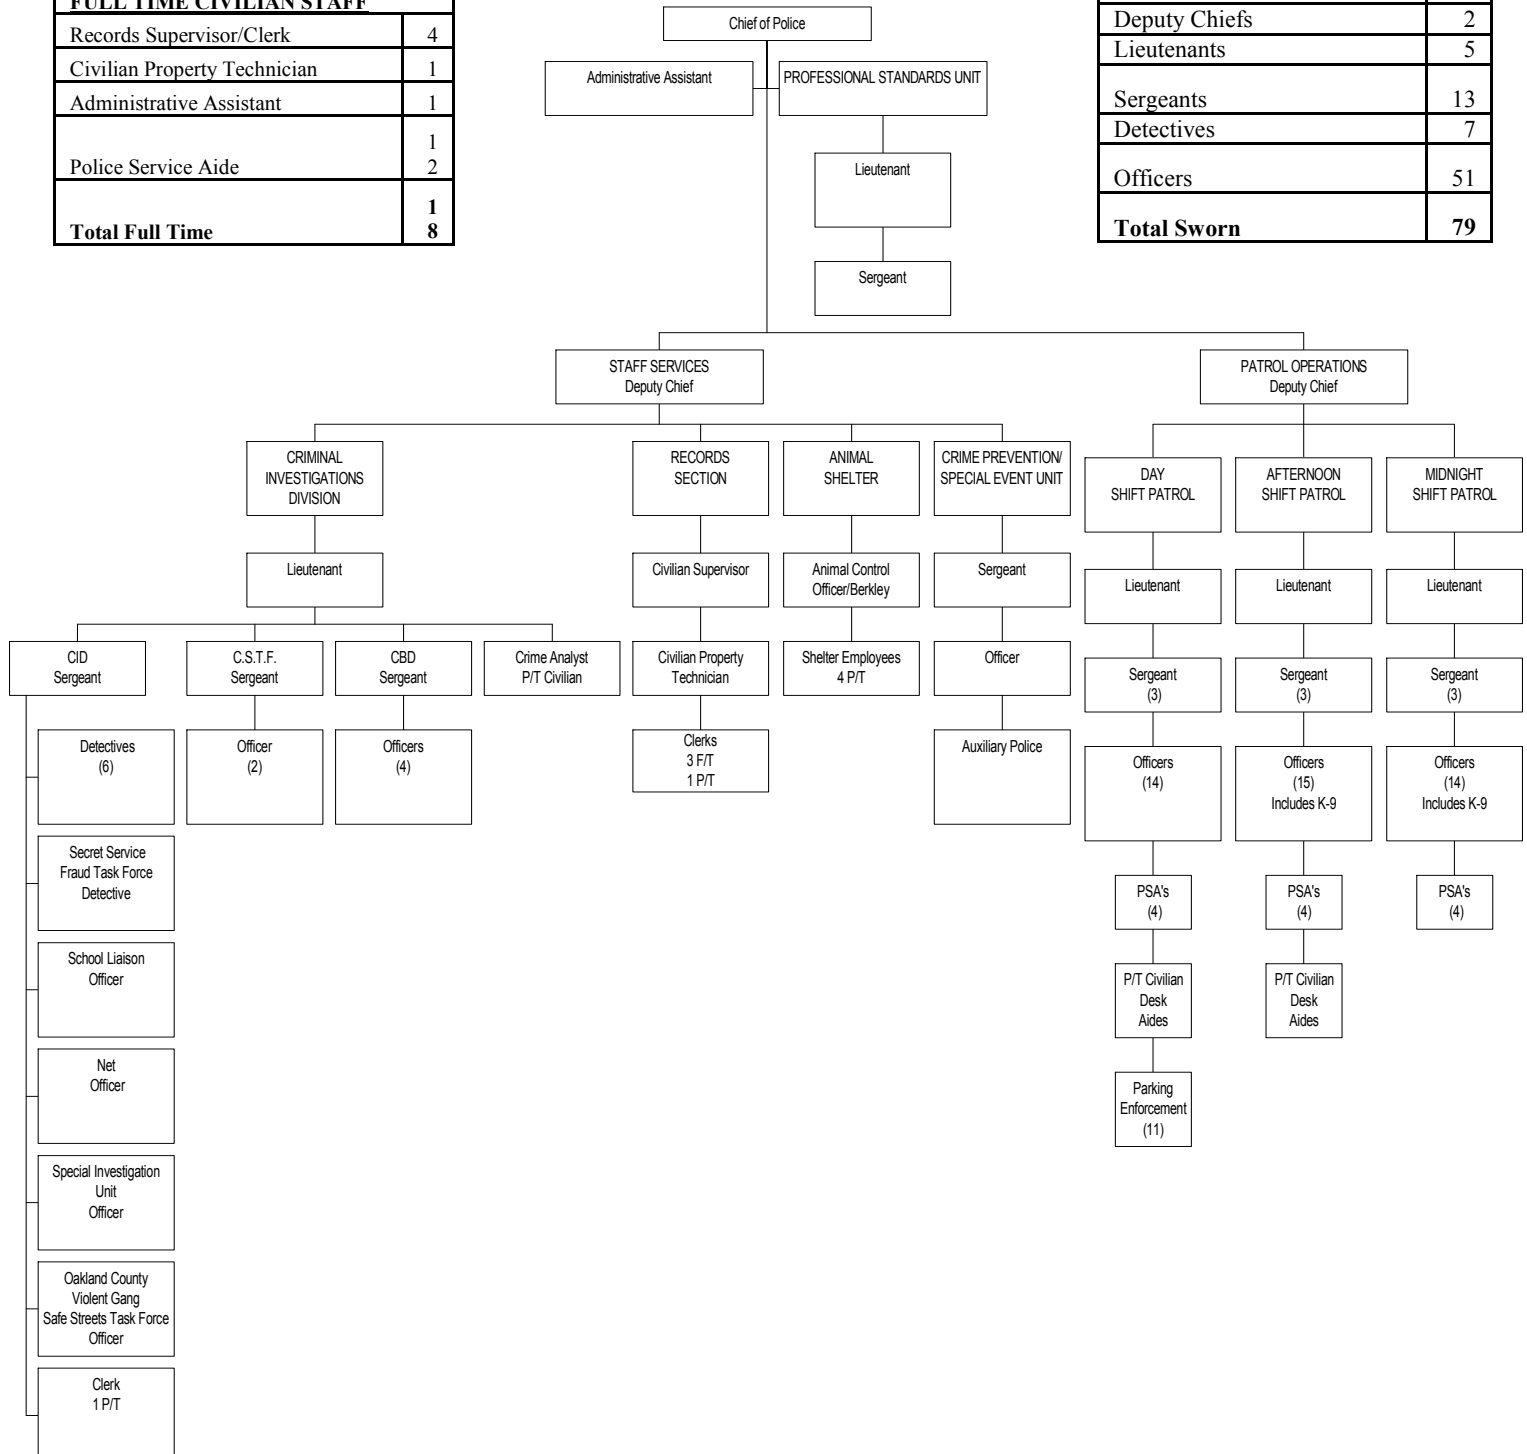 FULL TIME CIVILIAN STAFF
Records Supervisor/Clerk 4
Civilian Property Technician 1
Administrative Assistant 1
Police Service Aide 1
2
Total Full Time 1
8
Deputy Chiefs 2
Lieutenants 5
Sergeants 13
Detectives 7
Officers 51
Total Sworn 79
Chief of Police
Administrative Assistant
PROFESSIONAL STANDARDS UNIT
Lieutenant
Sergeant
STAFF SERVICES
Deputy Chief
PATROL OPERATIONS
Deputy Chief
CRIMINAL
INVESTIGATIONS
DIVISION
RECORDS
SECTION
ANIMAL
SHELTER
CRIME PREVENTION/
SPECIAL EVENT UNIT
DAY
SHIFT PATROL
AFTERNOON
SHIFT PATROL
MIDNIGHT
SHIFT PATROL
Lieutenant
Civilian Supervisor
Animal Control
Officer/Berkley
Sergeant
Lieutenant
Lieutenant
Lieutenant
CID
Sergeant
C.S.T.F.
Sergeant
CBD
Sergeant
Crime Analyst
P/T Civilian
Civilian Property
Technician
Shelter Employees
4 P/T
Officer
Sergeant
(3)
Sergeant
(3)
Sergeant
(3)
Detectives
(6)
Officer
(2)
Officers
(4)
Clerks
3 F/T
1 P/T
Auxiliary Police
Officers
(14)
Officers
(15)
Includes K-9
Officers
(14)
Includes K-9
Secret Service
Fraud Task Force
Detective
PSA's
(4)
PSA's
(4)
PSA's
(4)
School Liaison
Officer
P/T Civilian
Desk
Aides
P/T Civilian
Desk
Aides
Net
Officer
Parking
Enforcement
(11)
Special Investigation
Unit
Officer
Oakland County
Violent Gang
Safe Streets Task Force
Officer
Clerk
1 P/T